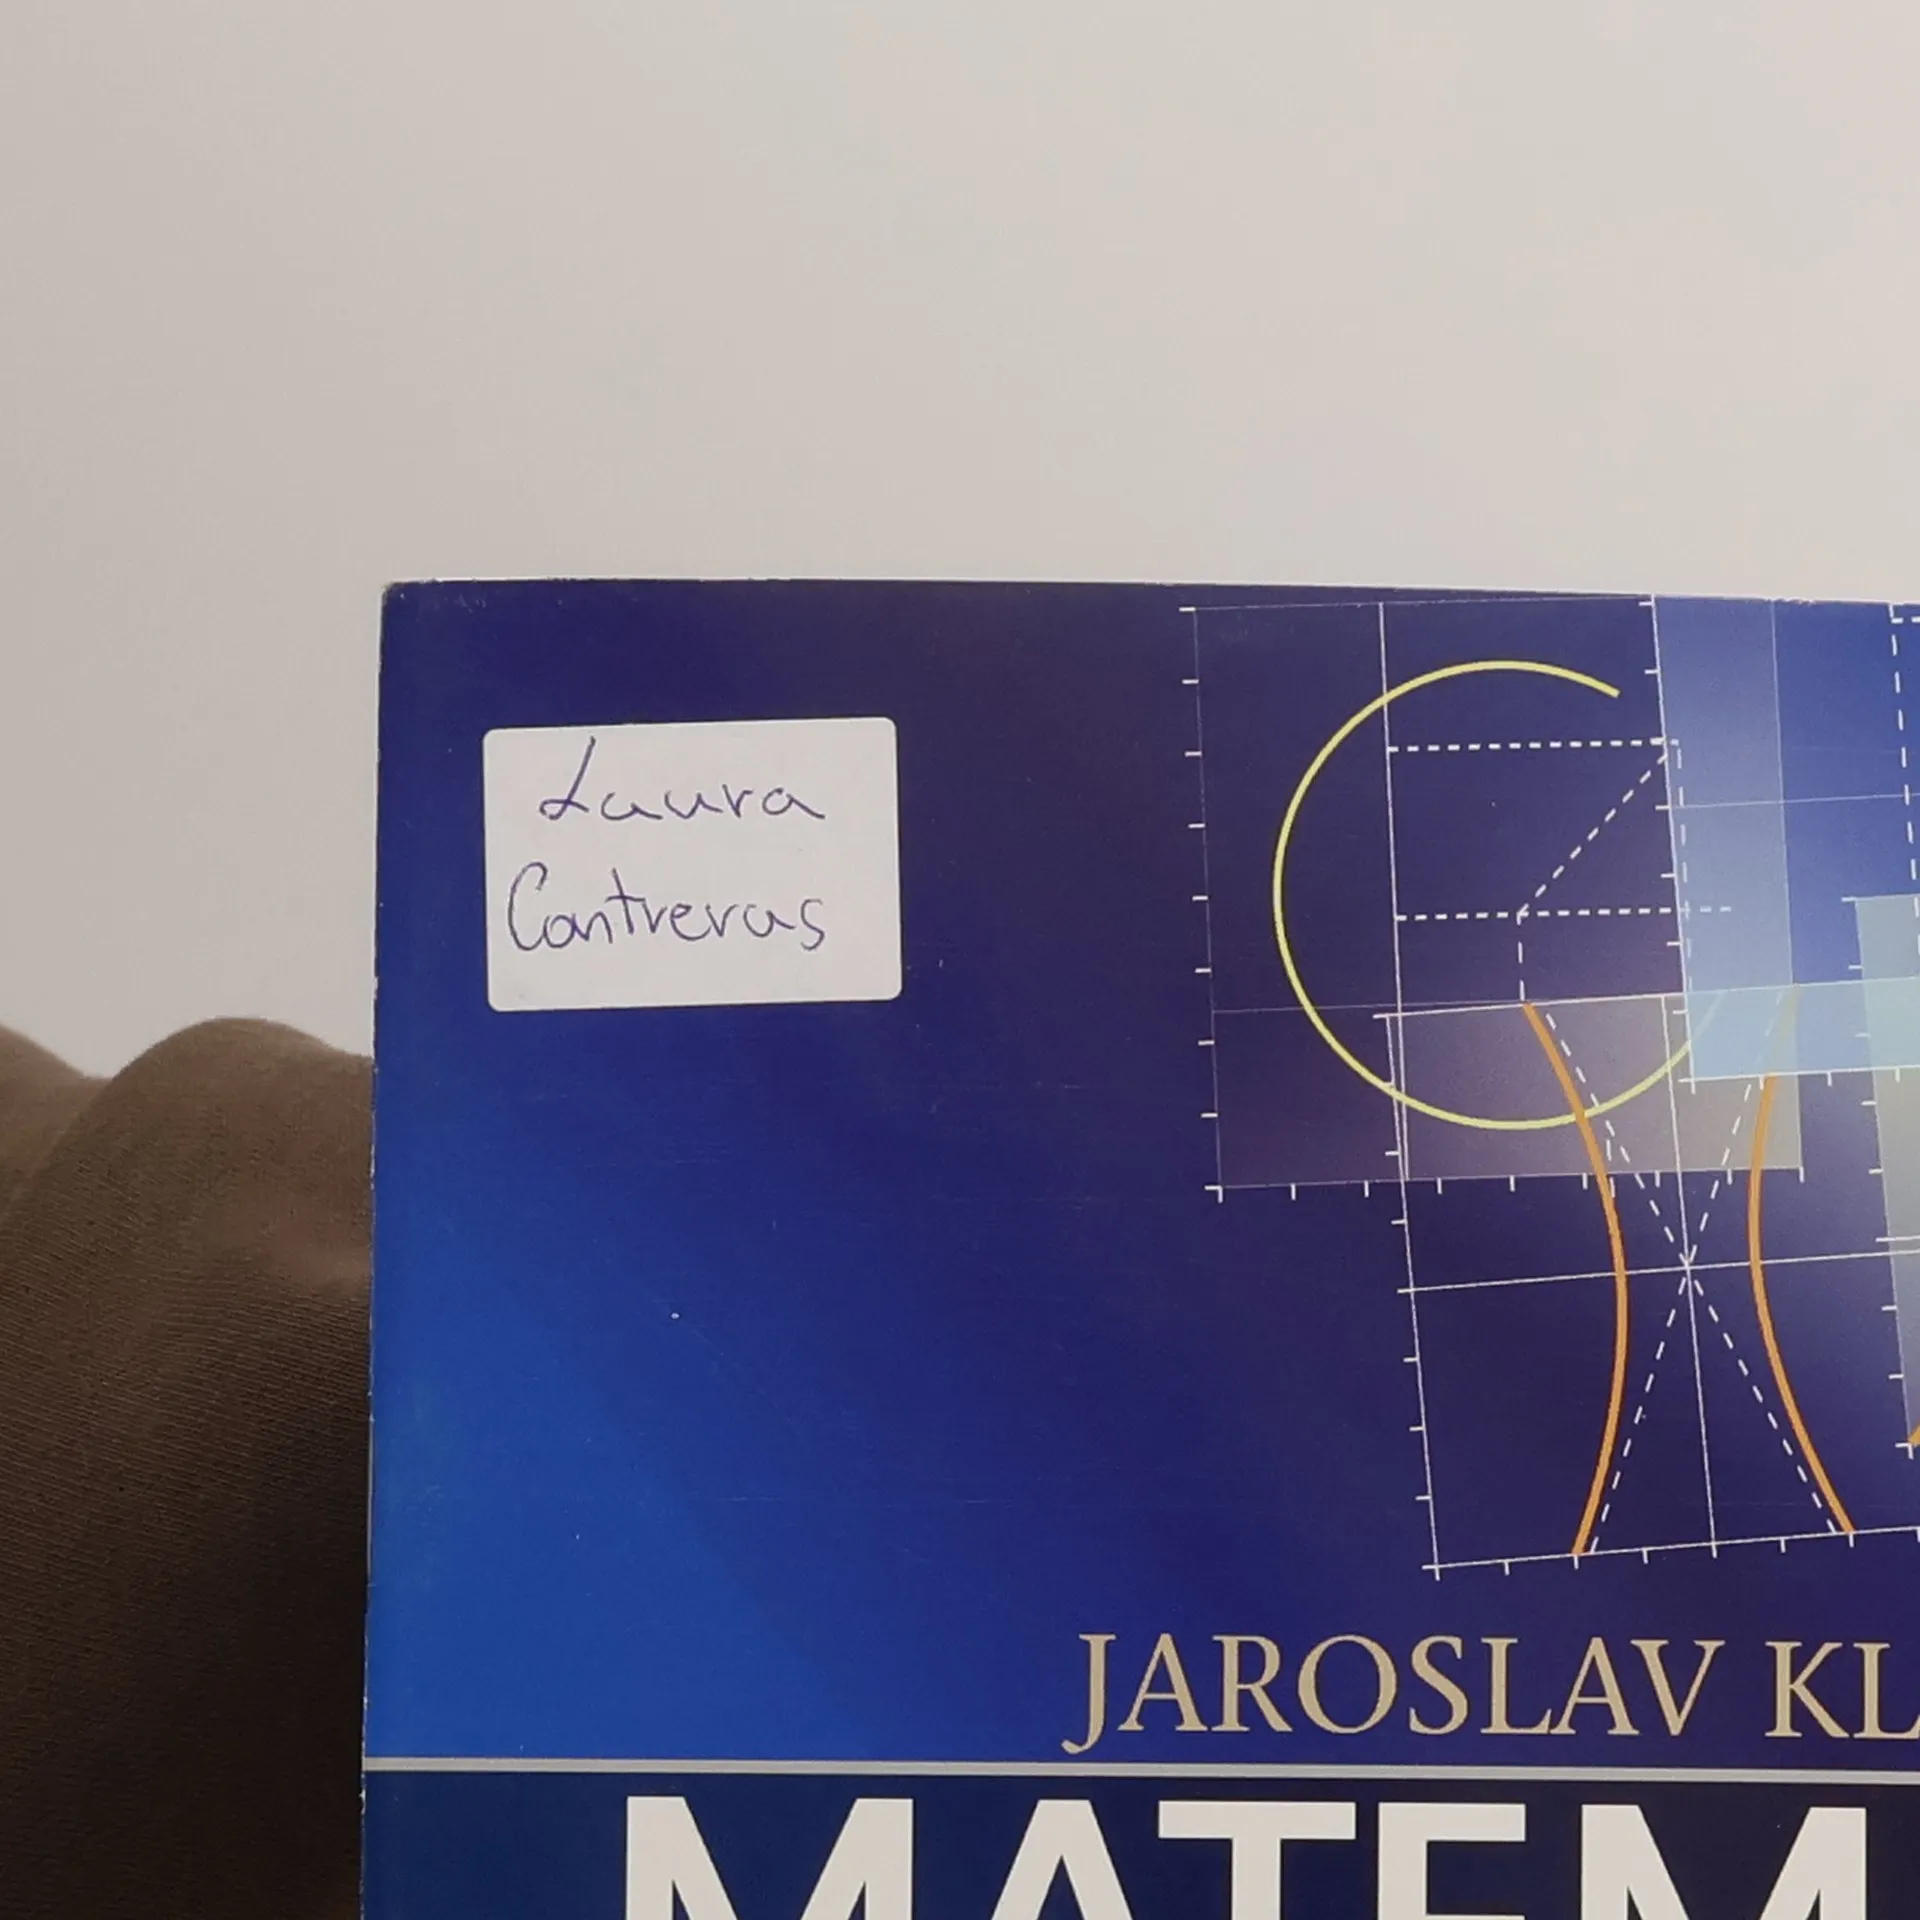 Laura
Contreras
JAROSLAV KL
MATEM